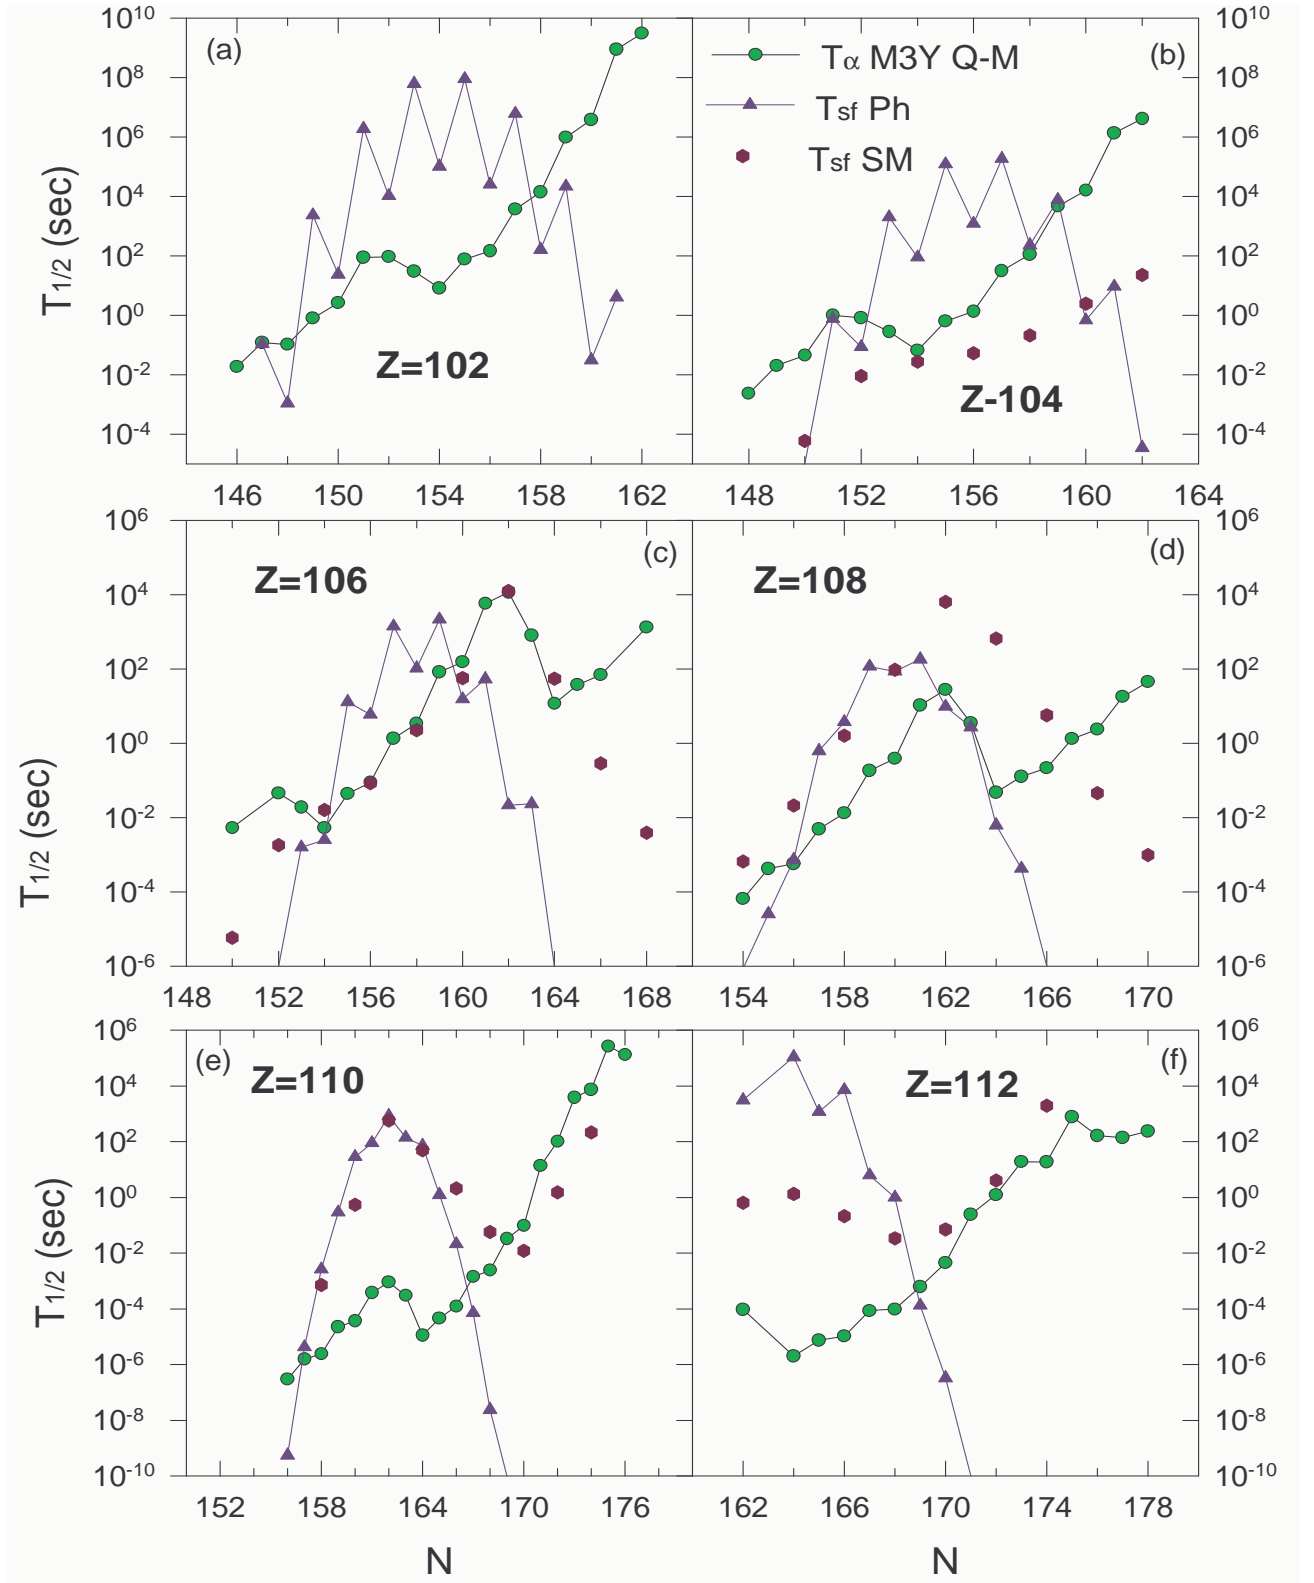 (a)
T1/2 (sec)
10^10
10^8
10^6
10^4
10^2
10^0
10^-2
10^-4
Z=102
146 150 154 158 162
(b)
Tα M3Y Q-M
Tsf Ph
Tsf SM
Z-104
10^10
10^8
10^6
10^4
10^2
10^0
10^-2
10^-4
148 152 156 160 164
(c)
Z=106
T1/2 (sec)
10^6
10^4
10^2
10^0
10^-2
10^-4
10^-6
148 152 156 160 164 168
(d)
Z=108
10^6
10^4
10^2
10^0
10^-2
10^-4
10^-6
154 158 162 166 170
(e)
Z=110
T1/2 (sec)
10^6
10^4
10^2
10^0
10^-2
10^-4
10^-6
10^-8
10^-10
152 158 164 170 176
N
(f)
Z=112
10^6
10^4
10^2
10^0
10^-2
10^-4
10^-6
10^-8
10^-10
162 166 170 174 178
N